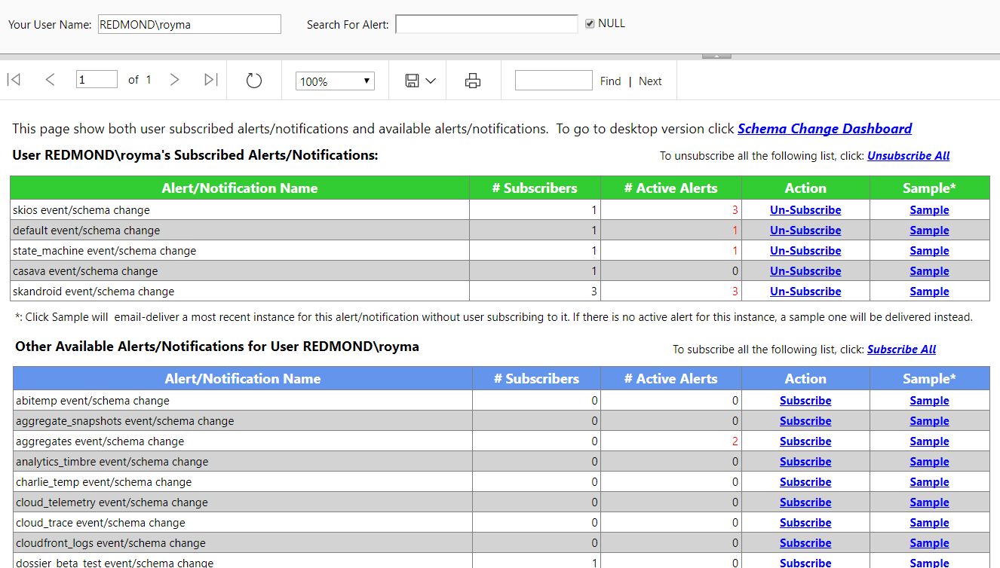 Your User Name: REDMOND\royma Search For Alert: NULL
1 of 1 100% Find | Next
This page show both user subscribed alerts/notifications and available alerts/notifications. To go to desktop version click Schema Change Dashboard
User REDMOND\royma's Subscribed Alerts/Notifications: To unsubscribe all the following list, click: Unsubscribe All
Alert/Notification Name # Subscribers # Active Alerts Action Sample*
skios event/schema change 1 3 Un-Subscribe Sample
default event/schema change 1 1 Un-Subscribe Sample
state_machine event/schema change 1 1 Un-Subscribe Sample
casava event/schema change 1 0 Un-Subscribe Sample
skandroid event/schema change 3 3 Un-Subscribe Sample
*: Click Sample will email-deliver a most recent instance for this alert/notification without user subscribing to it. If there is no active alert for this instance, a sample one will be delivered instead.
Other Available Alerts/Notifications for User REDMOND\royma To subscribe all the following list, click: Subscribe All
Alert/Notification Name # Subscribers # Active Alerts Action Sample*
abitemp event/schema change 0 0 Subscribe Sample
aggregate_snapshots event/schema change 0 0 Subscribe Sample
aggregates event/schema change 0 2 Subscribe Sample
analytics_timbre event/schema change 0 0 Subscribe Sample
charlie_temp event/schema change 0 0 Subscribe Sample
cloud_telemetry event/schema change 0 0 Subscribe Sample
cloud_trace event/schema change 0 0 Subscribe Sample
cloudfront_logs event/schema change 0 0 Subscribe Sample
dossier_beta_test event/schema change 1 0 Subscribe Sample